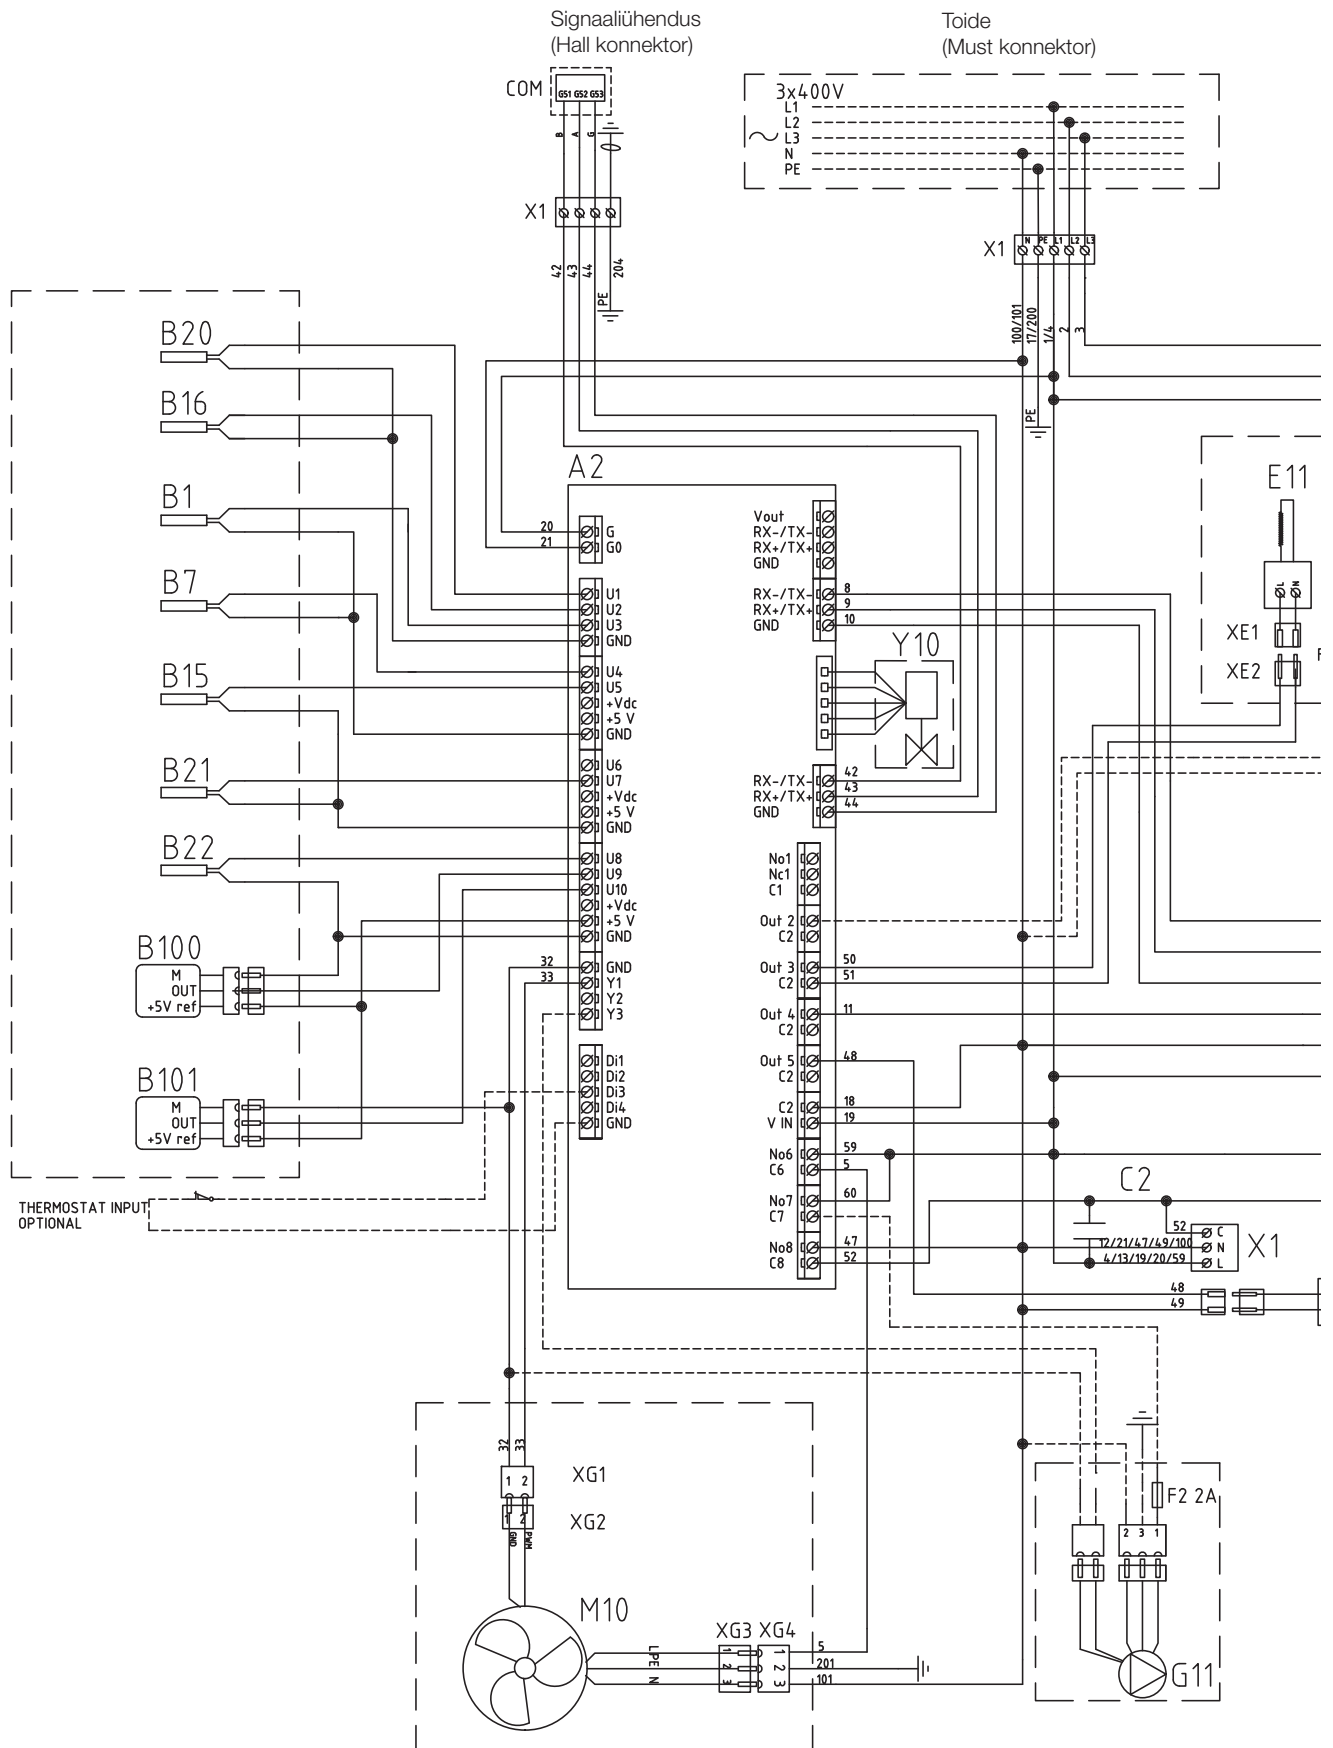 Signaaliühendus
(Hall konnektor)
Toide
(Must konnektor)
COM
GS1 GS2 GS3
B
A
G
X1
42
43
44
204
PE
3x400V
L1
L2
L3
N
PE
X1
N PE L1 L2 L3
100/101
17/200
1/4
2
3
PE
B20
B16
B1
B7
B15
B21
B22
B100
M
OUT
+5V ref
B101
M
OUT
+5V ref
THERMOSTAT INPUT
OPTIONAL
A2
20 G
21 G0
U1
U2
U3
GND
U4
U5
+Vdc
+5 V
GND
U6
U7
+Vdc
+5 V
GND
U8
U9
U10
+Vdc
+5 V
GND
32 GND
33 Y1
Y2
Y3
Di1
Di2
Di3
Di4
GND
Vout
RX-/TX-
RX+/TX+
GND
RX-/TX- 8
RX+/TX+ 9
GND 10
Y10
RX-/TX- 42
RX+/TX+ 43
GND 44
No1
Nc1
C1
Out 2
C2
Out 3 50
C2 51
Out 4 11
C2
Out 5 48
C2
C2 18
V IN 19
No6 59
C6 5
No7 60
C7
No8 47
C8 52
E11
L N
XE1
XE2
F
C2
52 C
12/21/47/49/100 N
4/13/19/20/59 L
X1
48
49
32
33
1 2
XG1
1 2
XG2
GND
PWM
M10
L PE N
XG3 XG4
1 1 5
2 2 201
3 3 101
F2 2A
2 3 1
G11